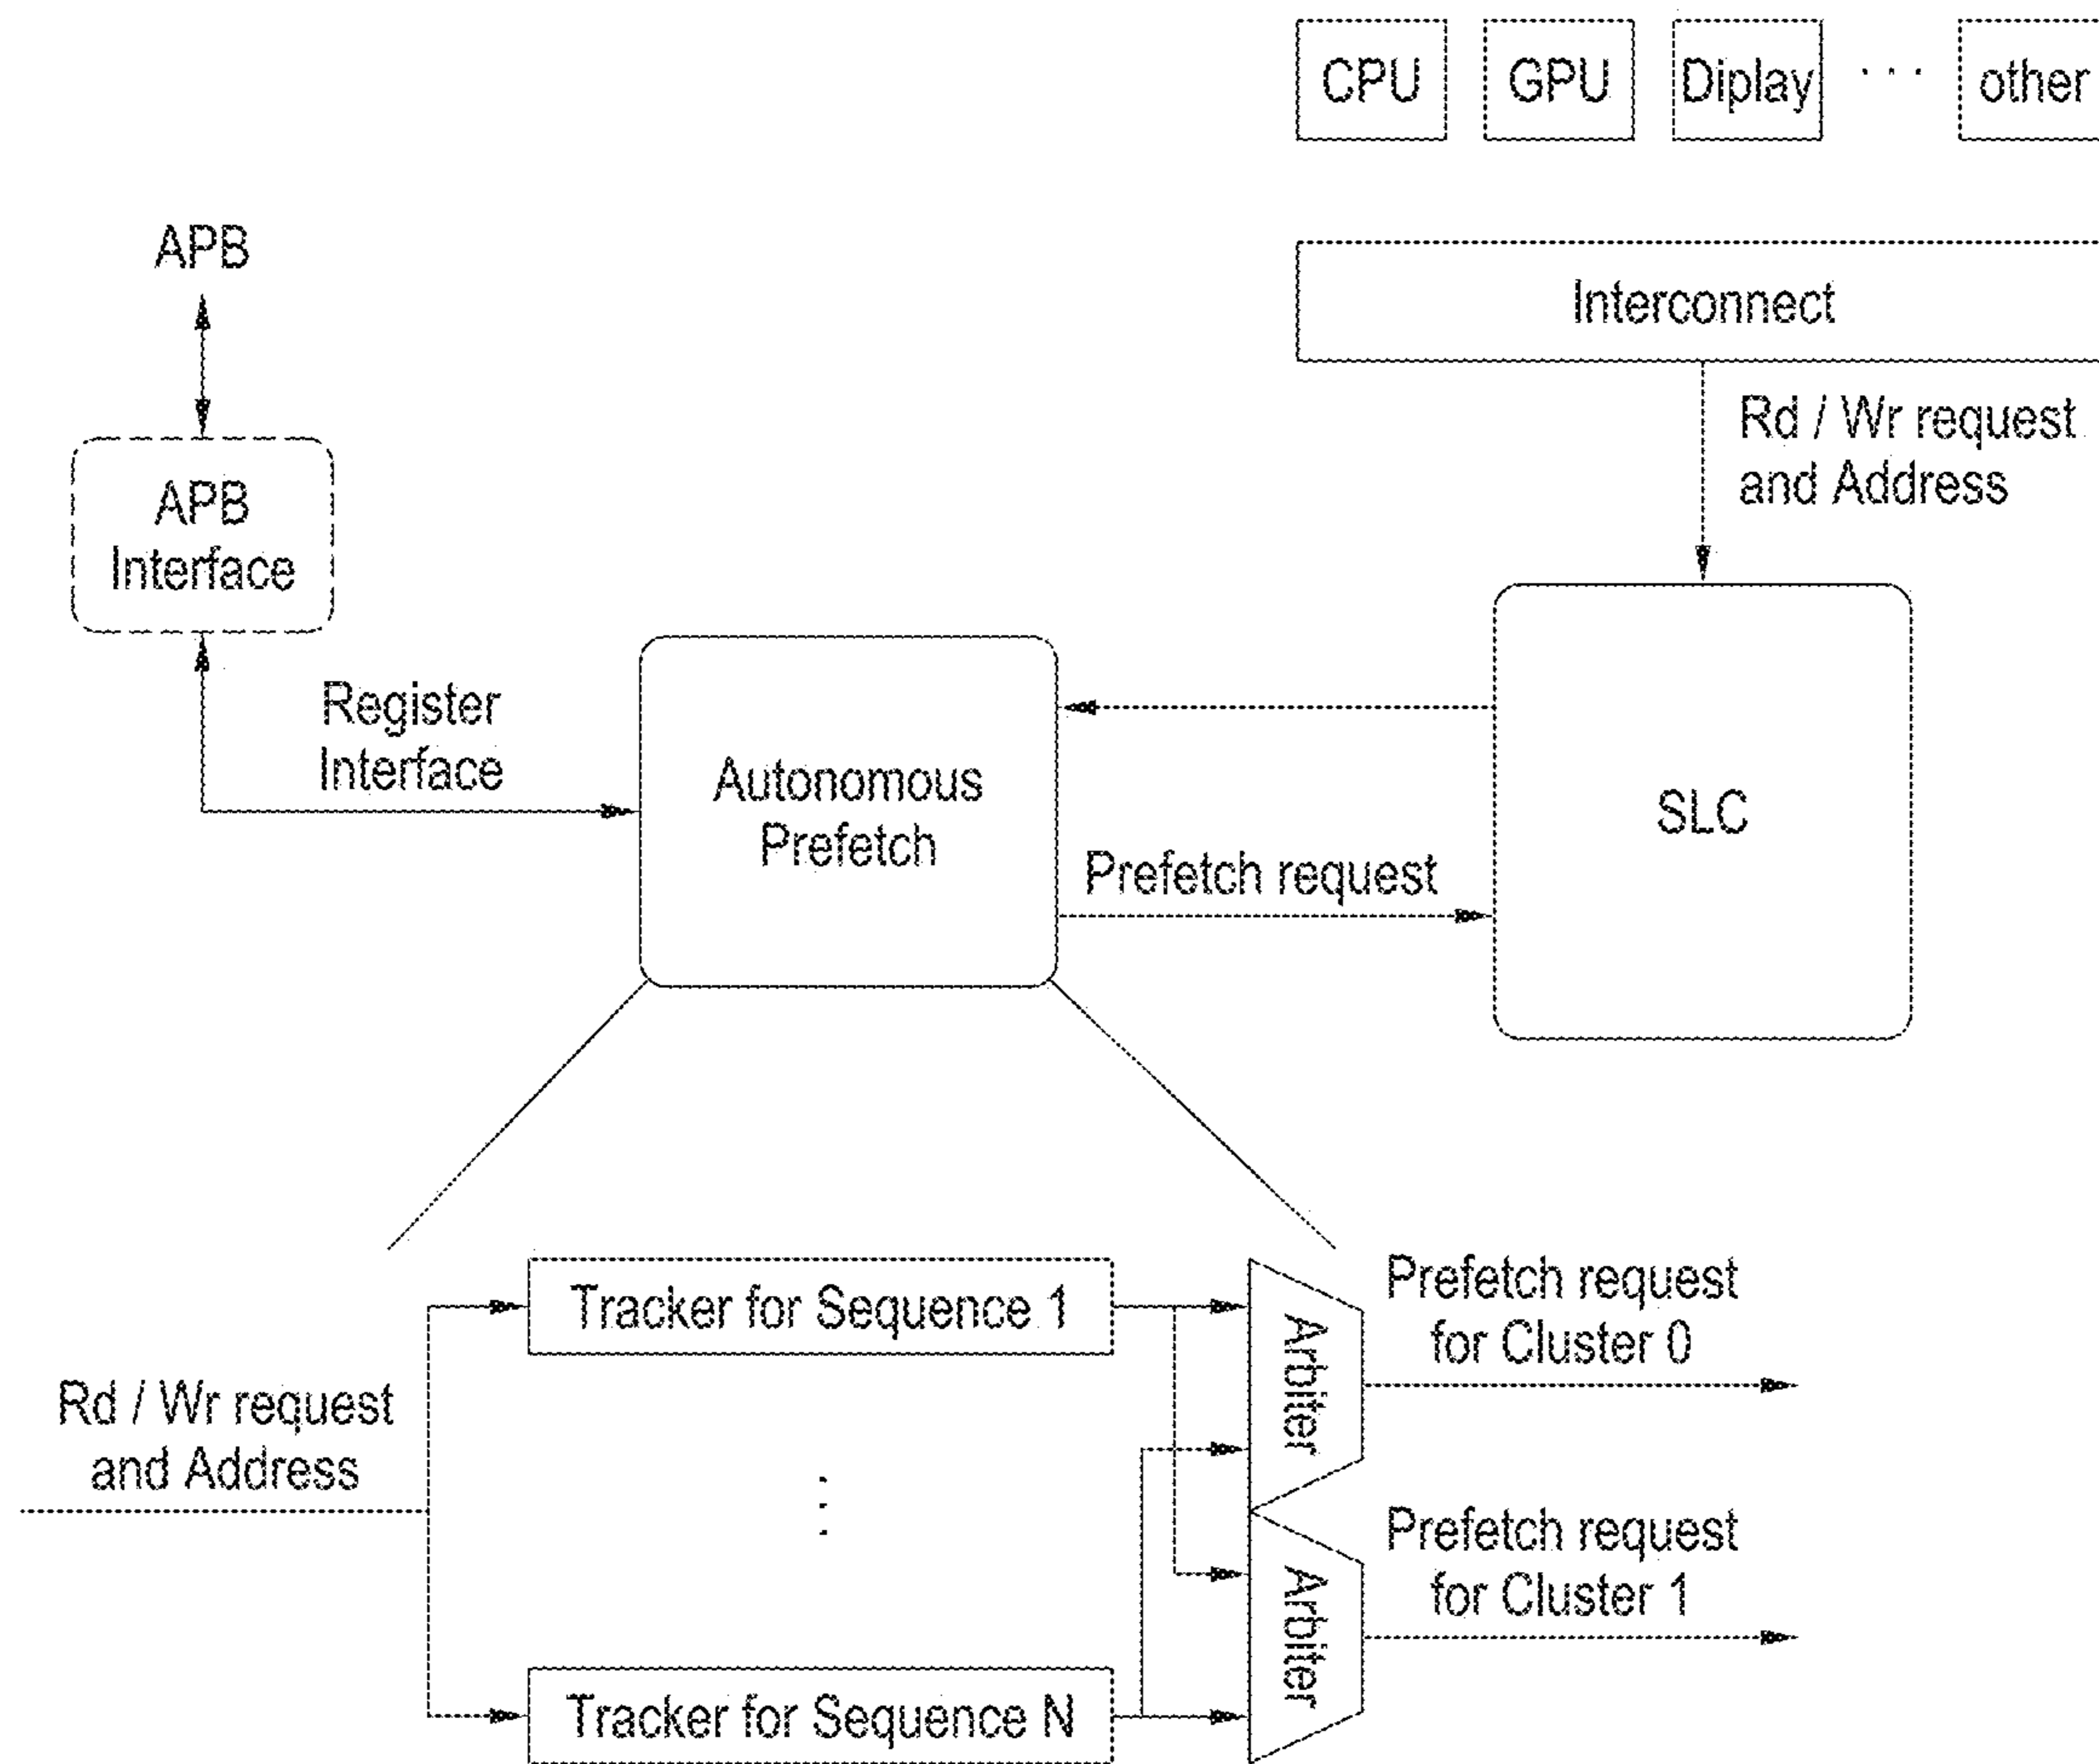 CPU
GPU
Diplay
...
other
APB
Interconnect
Rd / Wr request
and Address
APB
Interface
Register
Interface
Autonomous
Prefetch
SLC
Prefetch request
Tracker for Sequence 1
Arbiter
Prefetch request
for Cluster 0
Rd / Wr request
and Address
Prefetch request
for Cluster 1
Arbiter
Tracker for Sequence N